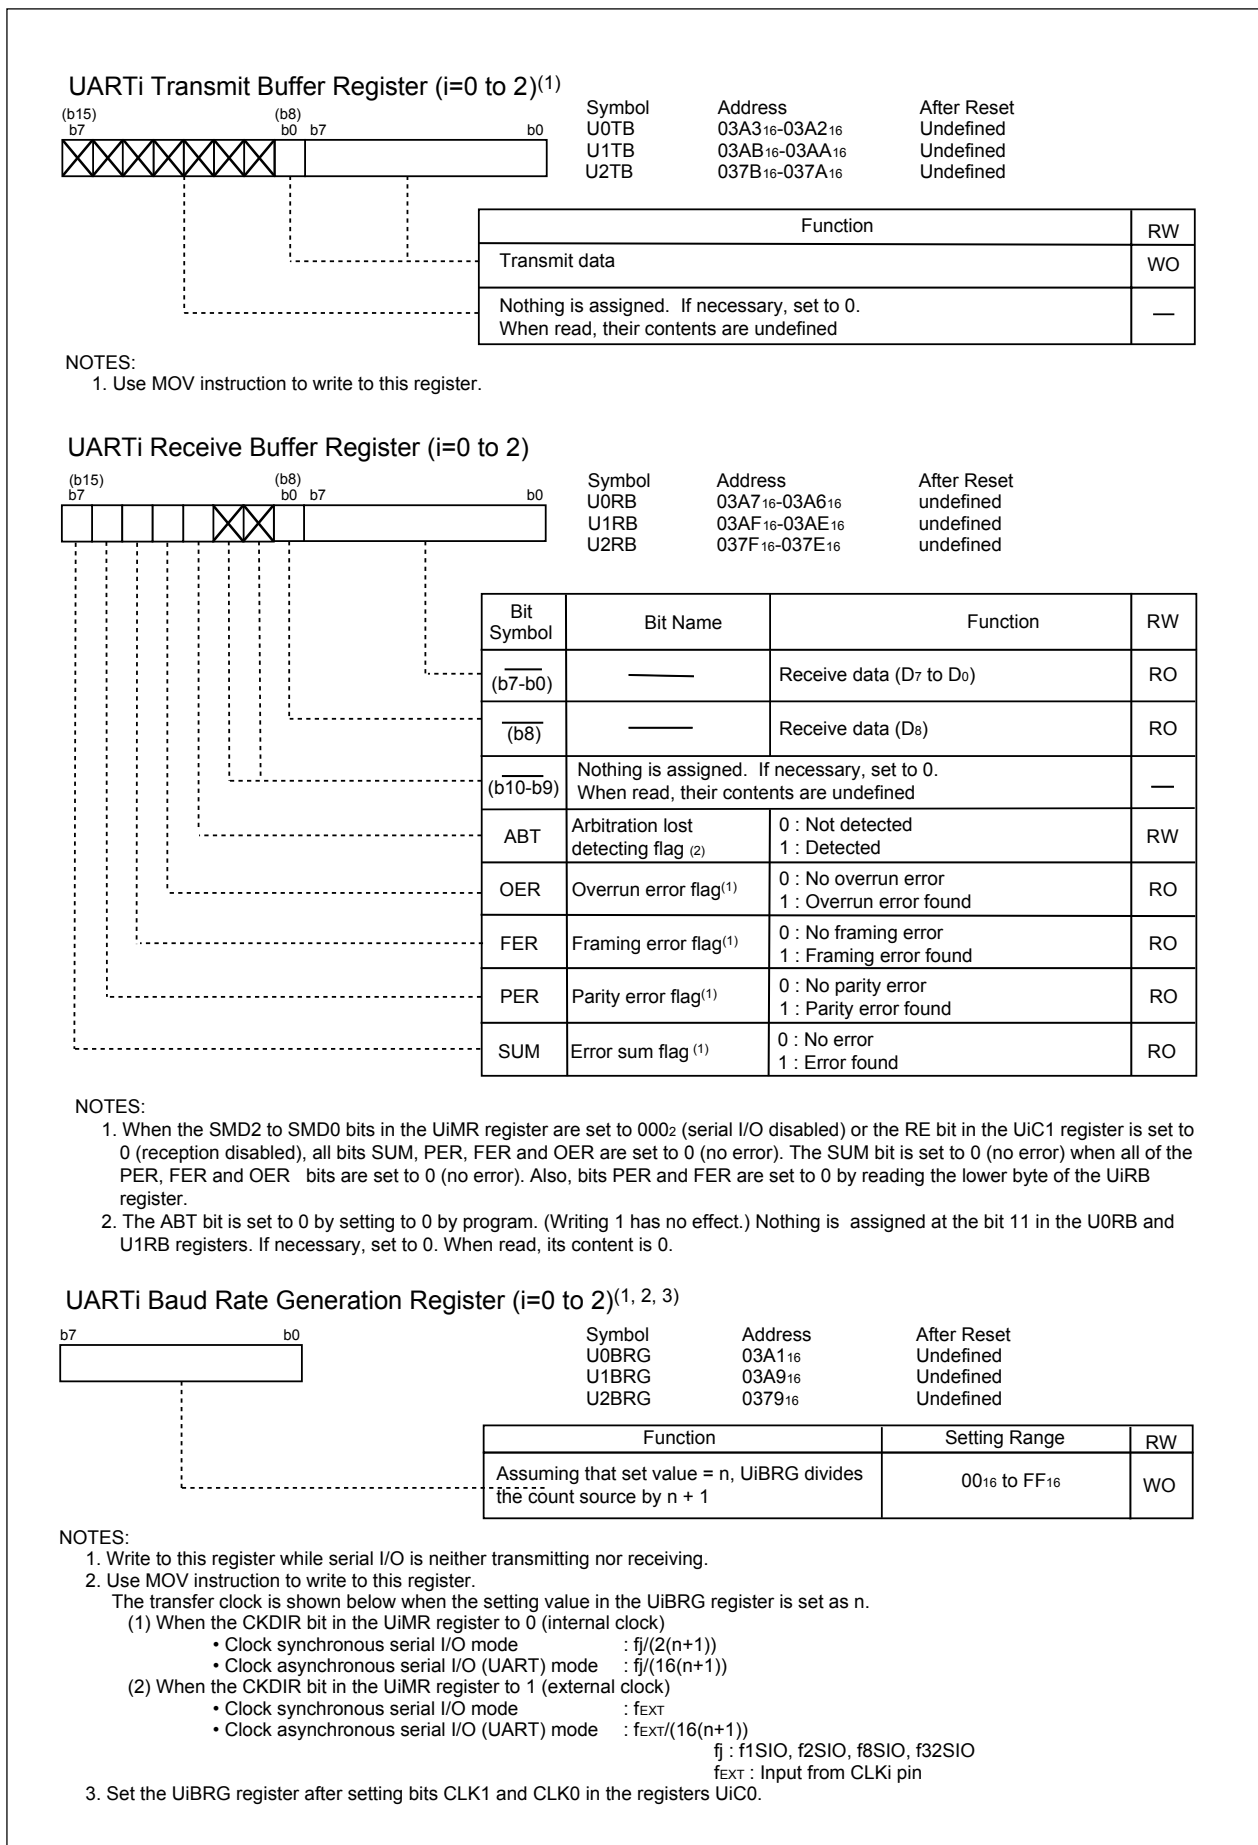 UARTi Transmit Buffer Register (i=0 to 2)(1)
(b15) (b8)
b7 b0 b7 b0
Symbol Address After Reset
U0TB 03A316-03A216 Undefined
U1TB 03AB16-03AA16 Undefined
U2TB 037B16-037A16 Undefined
Function RW
Transmit data WO
Nothing is assigned. If necessary, set to 0.
When read, their contents are undefined —
NOTES:
1. Use MOV instruction to write to this register.
UARTi Receive Buffer Register (i=0 to 2)
(b15) (b8)
b7 b0 b7 b0
Symbol Address After Reset
U0RB 03A716-03A616 undefined
U1RB 03AF16-03AE16 undefined
U2RB 037F16-037E16 undefined
Bit Symbol Bit Name Function RW
— (b7-b0) — Receive data (D7 to D0) RO
— (b8) — Receive data (D8) RO
— (b10-b9) Nothing is assigned. If necessary, set to 0.
When read, their contents are undefined —
ABT Arbitration lost detecting flag (2) 0 : Not detected
1 : Detected RW
OER Overrun error flag(1) 0 : No overrun error
1 : Overrun error found RO
FER Framing error flag(1) 0 : No framing error
1 : Framing error found RO
PER Parity error flag(1) 0 : No parity error
1 : Parity error found RO
SUM Error sum flag (1) 0 : No error
1 : Error found RO
NOTES:
1. When the SMD2 to SMD0 bits in the UiMR register are set to 0002 (serial I/O disabled) or the RE bit in the UiC1 register is set to
0 (reception disabled), all bits SUM, PER, FER and OER are set to 0 (no error). The SUM bit is set to 0 (no error) when all of the
PER, FER and OER bits are set to 0 (no error). Also, bits PER and FER are set to 0 by reading the lower byte of the UiRB
register.
2. The ABT bit is set to 0 by setting to 0 by program. (Writing 1 has no effect.) Nothing is assigned at the bit 11 in the U0RB and
U1RB registers. If necessary, set to 0. When read, its content is 0.
UARTi Baud Rate Generation Register (i=0 to 2)(1, 2, 3)
b7 b0
Symbol Address After Reset
U0BRG 03A116 Undefined
U1BRG 03A916 Undefined
U2BRG 037916 Undefined
Function Setting Range RW
Assuming that set value = n, UiBRG divides
the count source by n + 1 0016 to FF16 WO
NOTES:
1. Write to this register while serial I/O is neither transmitting nor receiving.
2. Use MOV instruction to write to this register.
The transfer clock is shown below when the setting value in the UiBRG register is set as n.
(1) When the CKDIR bit in the UiMR register to 0 (internal clock)
• Clock synchronous serial I/O mode : fj/(2(n+1))
• Clock asynchronous serial I/O (UART) mode : fj/(16(n+1))
(2) When the CKDIR bit in the UiMR register to 1 (external clock)
• Clock synchronous serial I/O mode : fEXT
• Clock asynchronous serial I/O (UART) mode : fEXT/(16(n+1))
fj : f1SIO, f2SIO, f8SIO, f32SIO
fEXT : Input from CLKi pin
3. Set the UiBRG register after setting bits CLK1 and CLK0 in the registers UiC0.